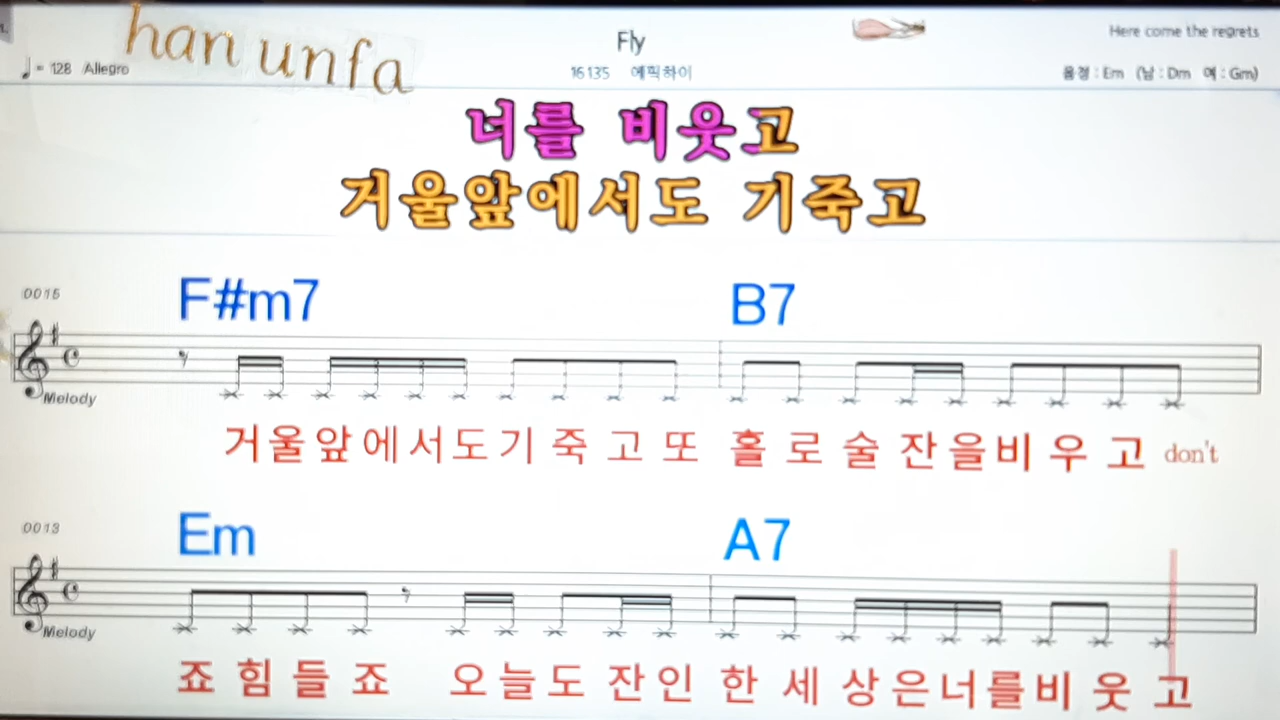 han unfa
Fly
Here come the regrets
♩ = 128 Allegro
16135 에픽하이
음정 : Em (남 : Dm 여 : Gm)
너를 비웃고
거울앞에서도 기죽고
0015
F#m7 B7
Melody
거울앞에서도기죽고또 홀로술잔을비우고 don't
0013
Em A7
Melody
죠힘들죠 오늘도잔인한세상은너를비웃고